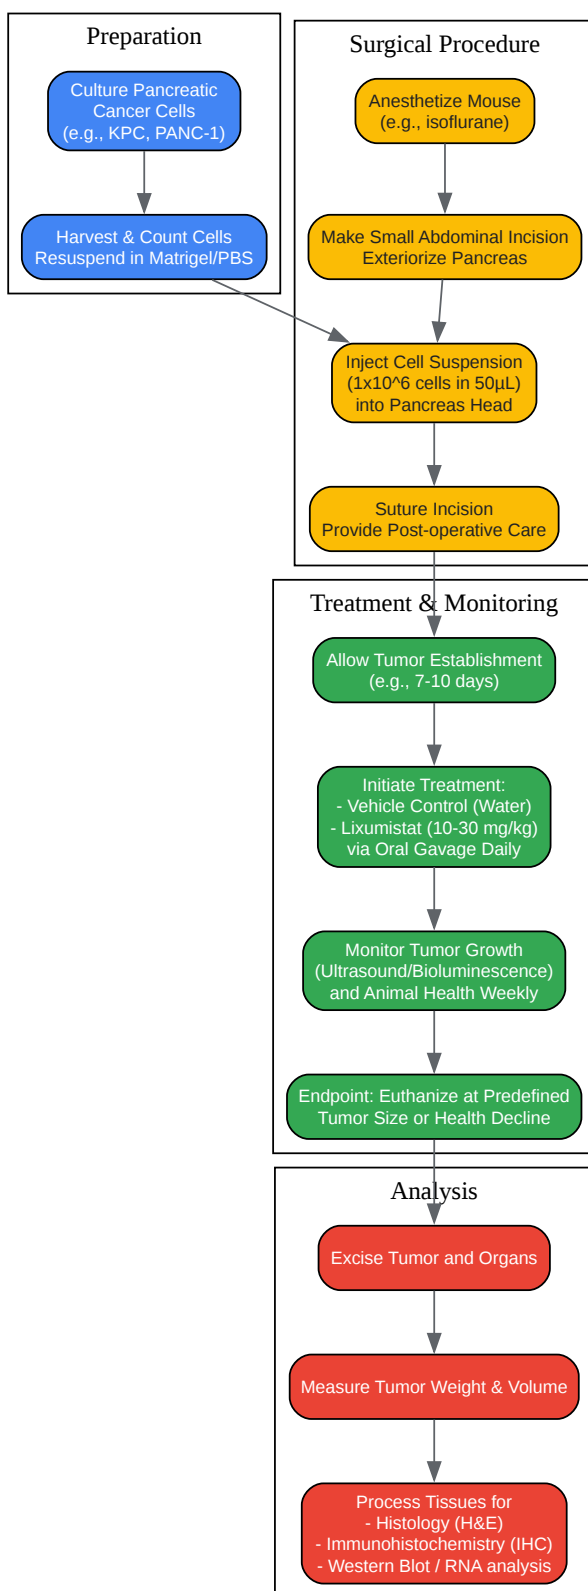 Preparation
Culture Pancreatic
Cancer Cells
(e.g., KPC, PANC-1)
Harvest & Count Cells
Resuspend in Matrigel/PBS
Surgical Procedure
Anesthetize Mouse
(e.g., isoflurane)
Make Small Abdominal Incision
Exteriorize Pancreas
Inject Cell Suspension
(1x10^6 cells in 50µL)
into Pancreas Head
Suture Incision
Provide Post-operative Care
Treatment & Monitoring
Allow Tumor Establishment
(e.g., 7-10 days)
Initiate Treatment:
- Vehicle Control (Water)
- Lixumistat (10-30 mg/kg)
via Oral Gavage Daily
Monitor Tumor Growth
(Ultrasound/Bioluminescence)
and Animal Health Weekly
Endpoint: Euthanize at Predefined
Tumor Size or Health Decline
Analysis
Excise Tumor and Organs
Measure Tumor Weight & Volume
Process Tissues for
- Histology (H&E)
- Immunohistochemistry (IHC)
- Western Blot / RNA analysis